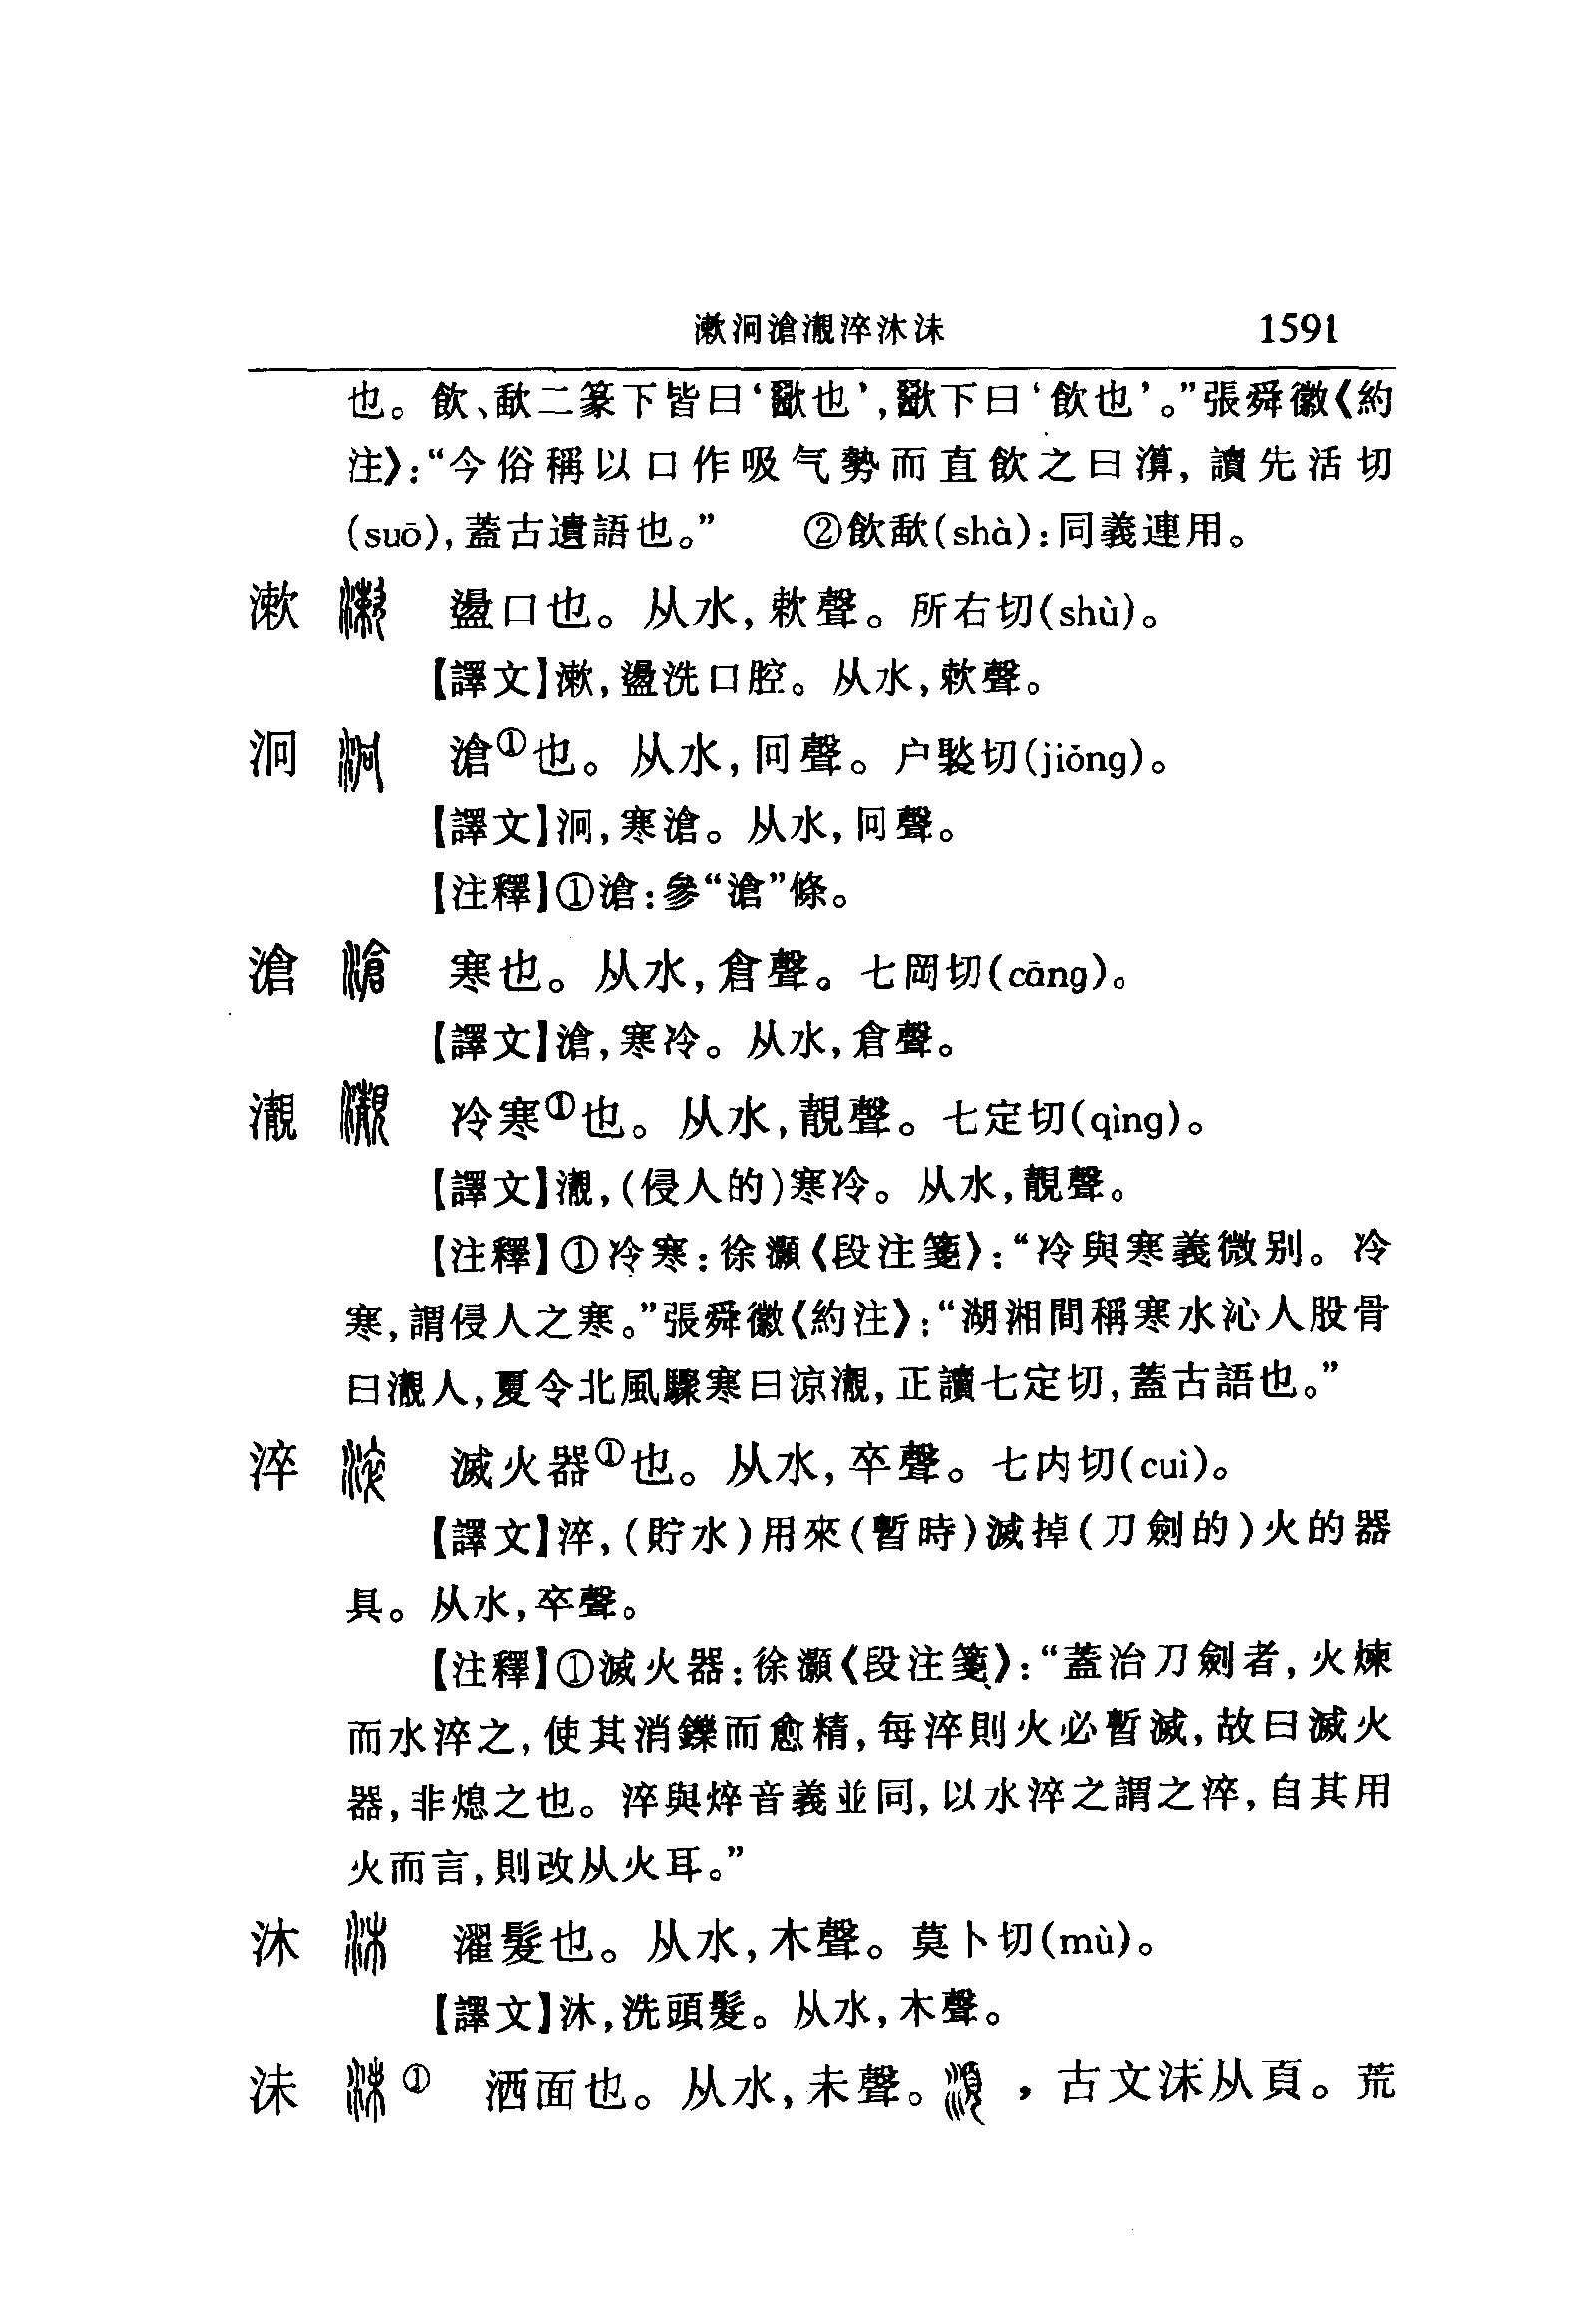 漱泂滄瀙淬沐沬 1591
也。飲、歃二篆下皆曰‘歠也’,歠下曰‘飲也’。”張舜徽《約
注》:“今俗稱以口作吸气勢而直飲之曰㵒,讀先活切
(suō),蓋古遺語也。” ②飲歃(shà):同義連用。
漱 盪口也。从水,欶聲。所右切(shù)。
【譯文】漱,盪洗口腔。从水,欶聲。
泂 滄①也。从水,冋聲。户褧切(jiǒng)。
【譯文】泂,寒滄。从水,冋聲。
【注釋】①滄:參“滄”條。
滄 寒也。从水,倉聲。七岡切(cāng)。
【譯文】滄,寒冷。从水,倉聲。
瀞 冷寒①也。从水,靚聲。七定切(qìng)。
【譯文】(侵人的)寒冷。从水,靚聲。
【注釋】①冷寒:徐灝《段注箋》:“冷與寒義微别。冷
寒,謂侵人之寒。”張舜徽《約注》:“湖湘間稱寒水沁人股骨
曰人,夏令北風驟寒曰涼,正讀七定切,蓋古語也。”
淬 滅火器①也。从水,卒聲。七内切(cuì)。
【譯文】淬,(貯水)用來(暫時)滅掉(刀劍的)火的器
具。从水,卒聲。
【注釋】①滅火器:徐灝《段注箋》:“蓋治刀劍者,火煉
而水淬之,使其消鑠而愈精,每淬則火必暫滅,故曰滅火
器,非熄之也。淬與焠音義並同,以水淬之謂之淬,自其用
火而言,則改从火耳。”
沐 濯髮也。从水,木聲。莫卜切(mù)。
【譯文】沐,洗頭髮。从水,木聲。
沬 ① 洒面也。从水,未聲。,古文沬从頁。荒